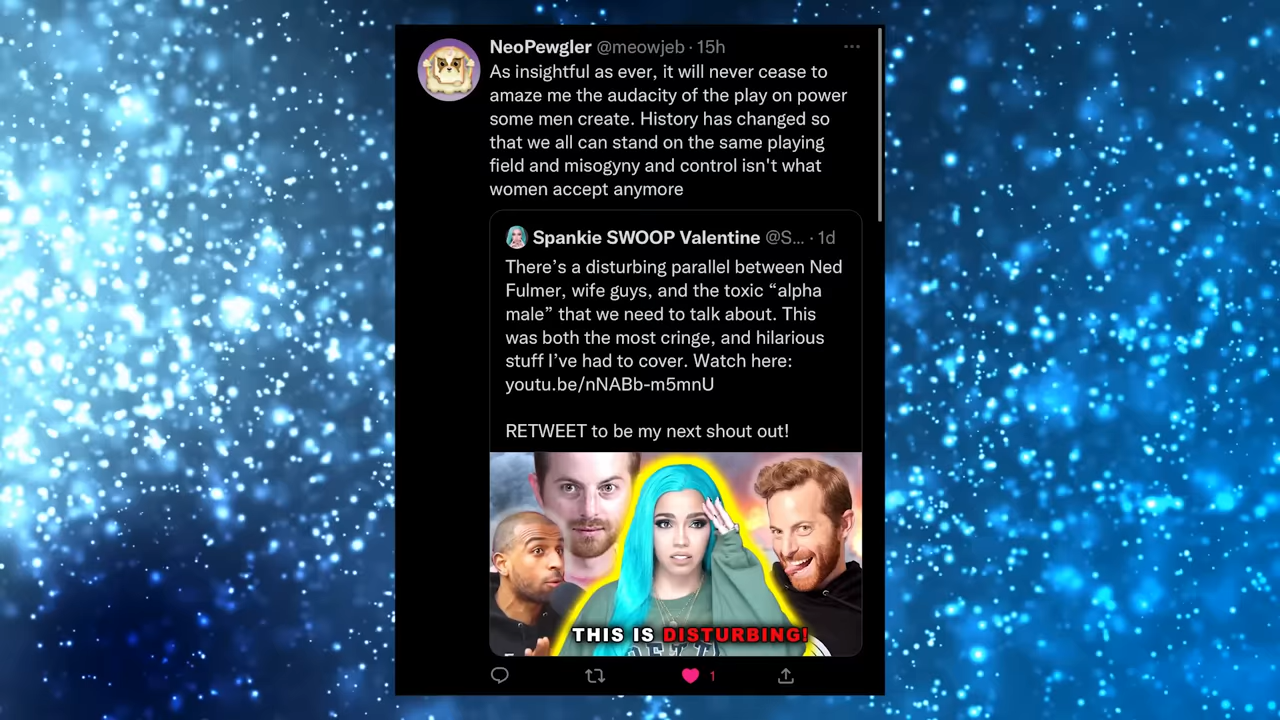 NeoPewgler @meowjeb · 15h
As insightful as ever, it will never cease to
amaze me the audacity of the play on power
some men create. History has changed so
that we all can stand on the same playing
field and misogyny and control isn't what
women accept anymore
Spankie SWOOP Valentine @S... · 1d
There's a disturbing parallel between Ned
Fulmer, wife guys, and the toxic “alpha
male” that we need to talk about. This
was both the most cringe, and hilarious
stuff I've had to cover. Watch here:
youtu.be/nNABb-m5mnU
RETWEET to be my next shout out!
THIS IS DISTURBING!
1